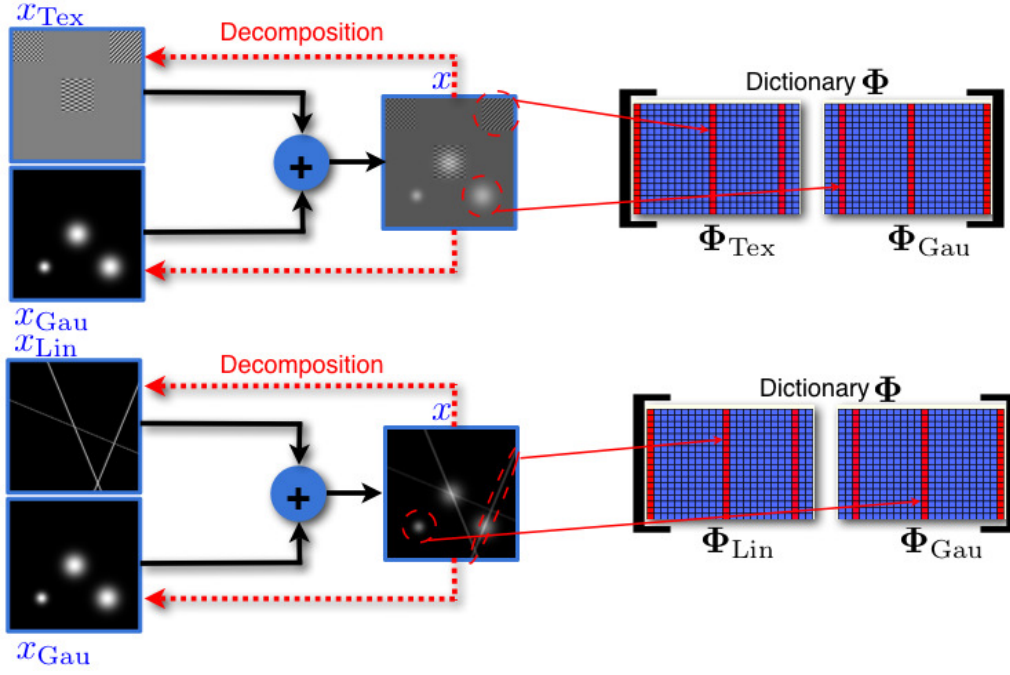 x_Tex
Decomposition
x
Dictionary Φ
+
Φ_Tex
Φ_Gau
x_Gau
x_Lin
Decomposition
x
Dictionary Φ
+
Φ_Lin
Φ_Gau
x_Gau